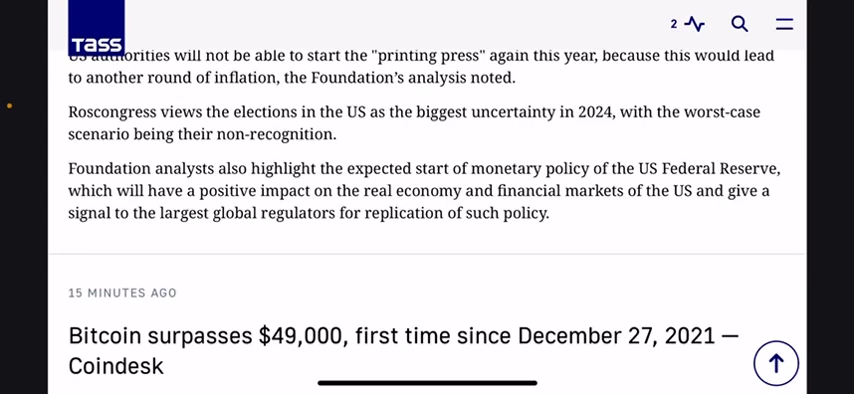 TASS
2
US authorities will not be able to start the "printing press" again this year, because this would lead
to another round of inflation, the Foundation’s analysis noted.
Roscongress views the elections in the US as the biggest uncertainty in 2024, with the worst-case
scenario being their non-recognition.
Foundation analysts also highlight the expected start of monetary policy of the US Federal Reserve,
which will have a positive impact on the real economy and financial markets of the US and give a
signal to the largest global regulators for replication of such policy.
15 MINUTES AGO
Bitcoin surpasses $49,000, first time since December 27, 2021 —
Coindesk